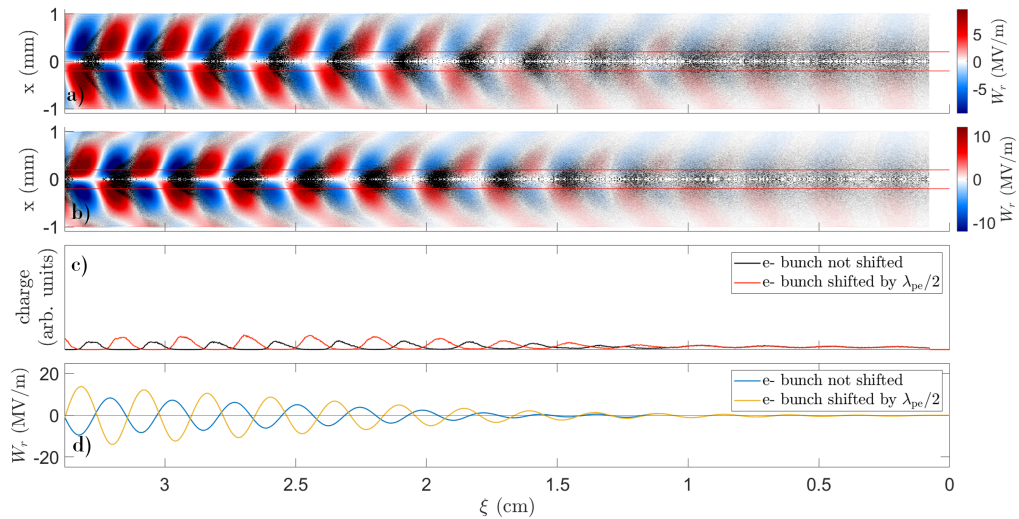 1
0
-1
x (mm)
a)
5
0
-5
W_r (MV/m)
1
0
-1
x (mm)
b)
10
0
-10
W_r (MV/m)
charge
(arb. units)
c)
e- bunch not shifted
e- bunch shifted by λ_pe/2
20
0
-20
W_r (MV/m)
d)
e- bunch not shifted
e- bunch shifted by λ_pe/2
3 2.5 2 1.5 1 0.5 0
ξ (cm)